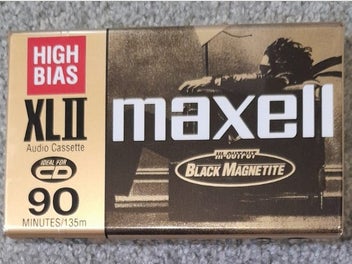 HIGH
BIAS
XLII
Audio Cassette
IDEAL FOR
CD
90
MINUTES/135m
maxell
HI-OUTPUT
BLACK MAGNETITE